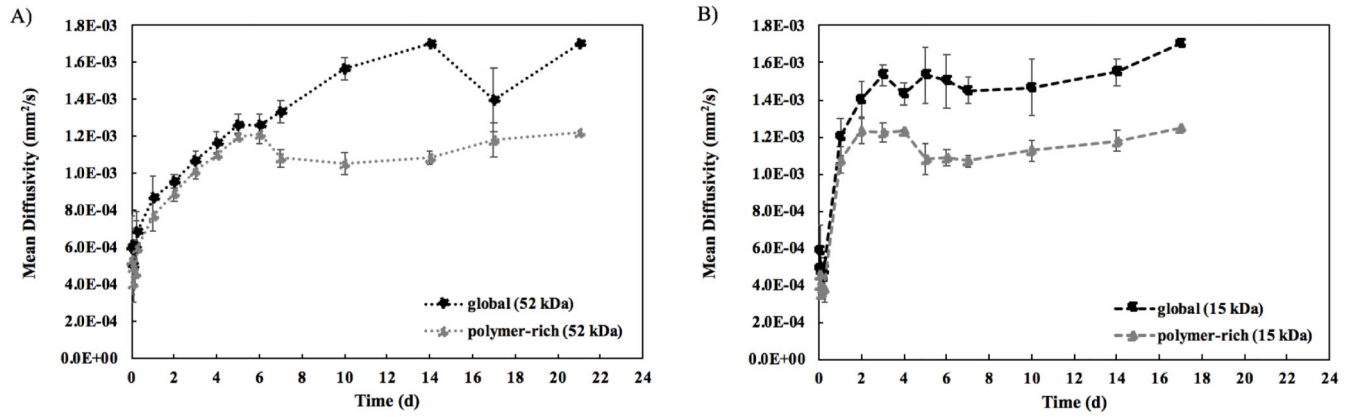 A)
1.8E-03
1.6E-03
1.4E-03
1.2E-03
1.0E-03
8.0E-04
6.0E-04
4.0E-04
2.0E-04
0.0E+00
Mean Diffusivity (mm²/s)
global (52 kDa)
polymer-rich (52 kDa)
0 2 4 6 8 10 12 14 16 18 20 22 24
Time (d)
B)
1.8E-03
1.6E-03
1.4E-03
1.2E-03
1.0E-03
8.0E-04
6.0E-04
4.0E-04
2.0E-04
0.0E+00
Mean Diffusivity (mm²/s)
global (15 kDa)
polymer-rich (15 kDa)
0 2 4 6 8 10 12 14 16 18 20 22 24
Time (d)